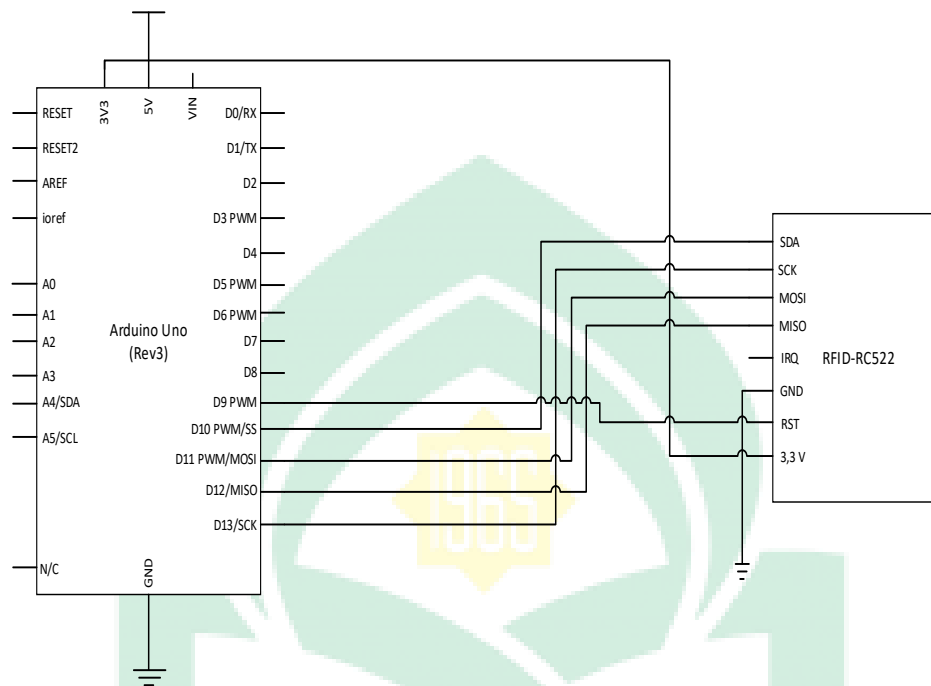 3V3
5V
VIN
RESET
RESET2
AREF
ioref
A0
A1
A2
A3
A4/SDA
A5/SCL
N/C
Arduino Uno
(Rev3)
GND
D0/RX
D1/TX
D2
D3 PWM
D4
D5 PWM
D6 PWM
D7
D8
D9 PWM
D10 PWM/SS
D11 PWM/MOSI
D12/MISO
D13/SCK
1965
SDA
SCK
MOSI
MISO
IRQ
GND
RST
3,3 V
RFID-RC522